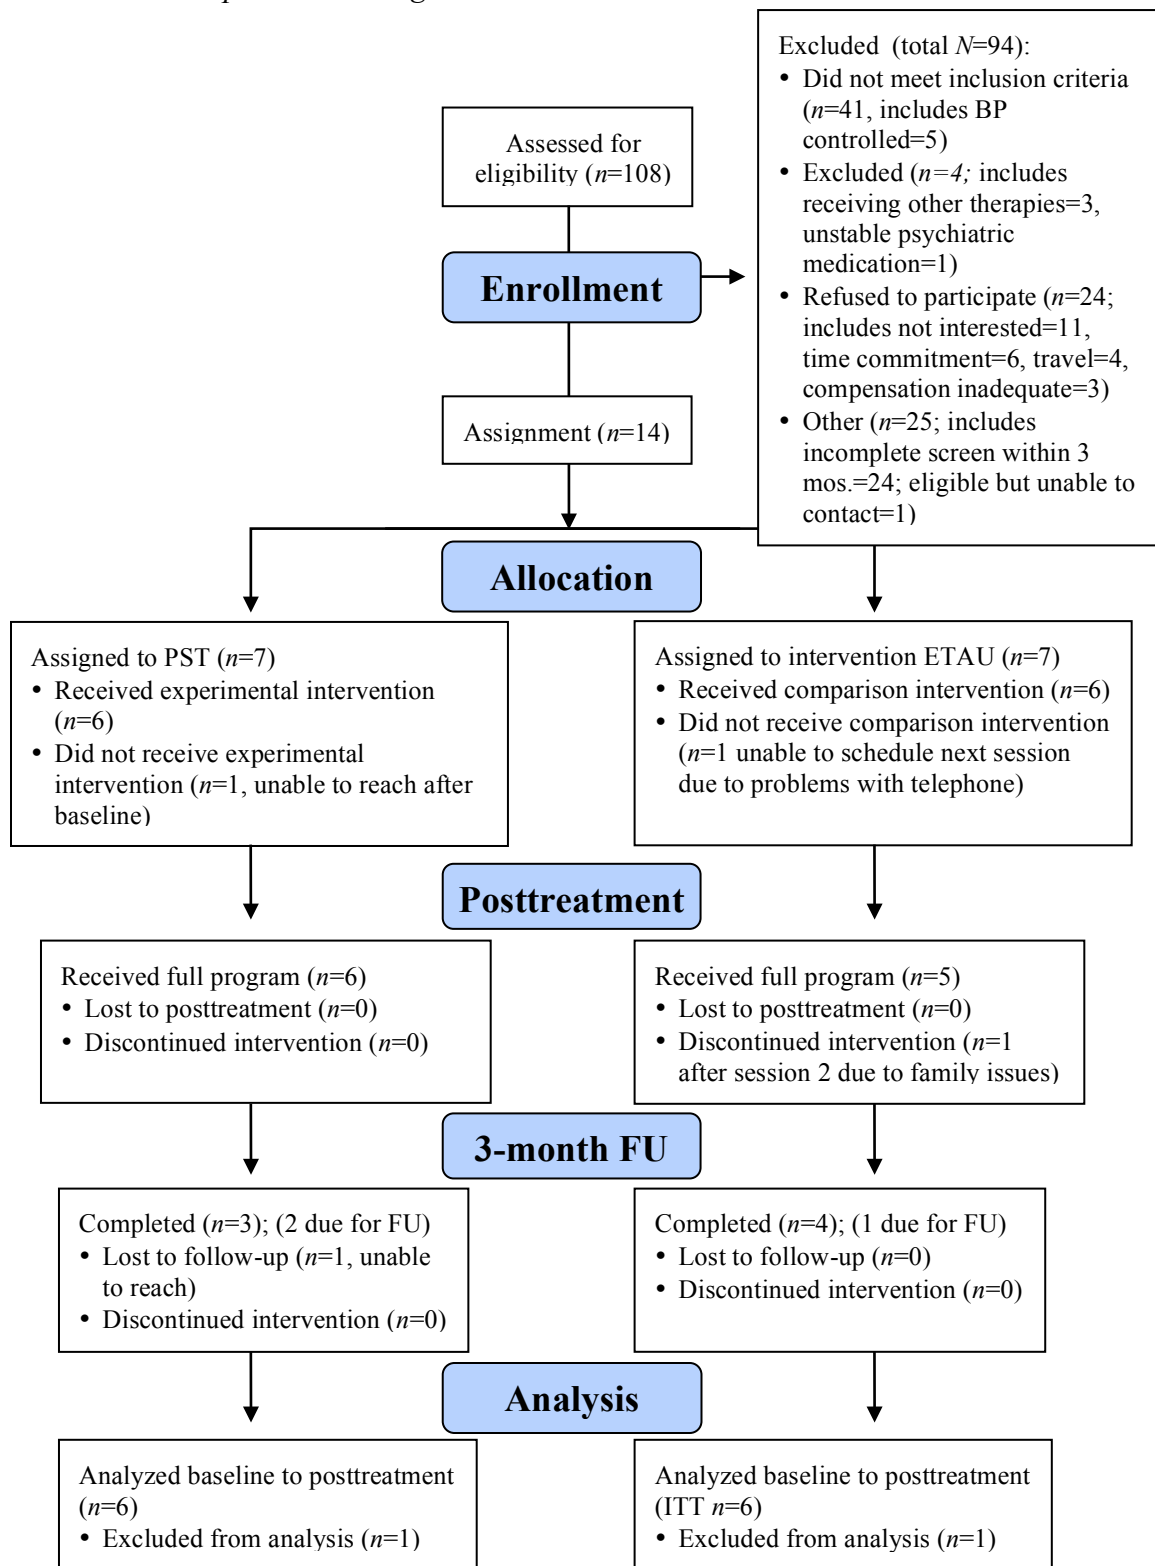 Excluded (total N=94):
• Did not meet inclusion criteria
(n=41, includes BP
controlled=5)
• Excluded (n=4; includes
receiving other therapies=3,
unstable psychiatric
medication=1)
• Refused to participate (n=24;
includes not interested=11,
time commitment=6, travel=4,
compensation inadequate=3)
• Other (n=25; includes
incomplete screen within 3
mos.=24; eligible but unable to
contact=1)
Assessed for
eligibility (n=108)
Enrollment
Assignment (n=14)
Allocation
Assigned to PST (n=7)
• Received experimental intervention
(n=6)
• Did not receive experimental
intervention (n=1, unable to reach after
baseline)
Assigned to intervention ETAU (n=7)
• Received comparison intervention (n=6)
• Did not receive comparison intervention
(n=1 unable to schedule next session
due to problems with telephone)
Posttreatment
Received full program (n=6)
• Lost to posttreatment (n=0)
• Discontinued intervention (n=0)
Received full program (n=5)
• Lost to posttreatment (n=0)
• Discontinued intervention (n=1
after session 2 due to family issues)
3-month FU
Completed (n=3); (2 due for FU)
• Lost to follow-up (n=1, unable
to reach)
• Discontinued intervention (n=0)
Completed (n=4); (1 due for FU)
• Lost to follow-up (n=0)
• Discontinued intervention (n=0)
Analysis
Analyzed baseline to posttreatment
(n=6)
• Excluded from analysis (n=1)
Analyzed baseline to posttreatment
(ITT n=6)
• Excluded from analysis (n=1)